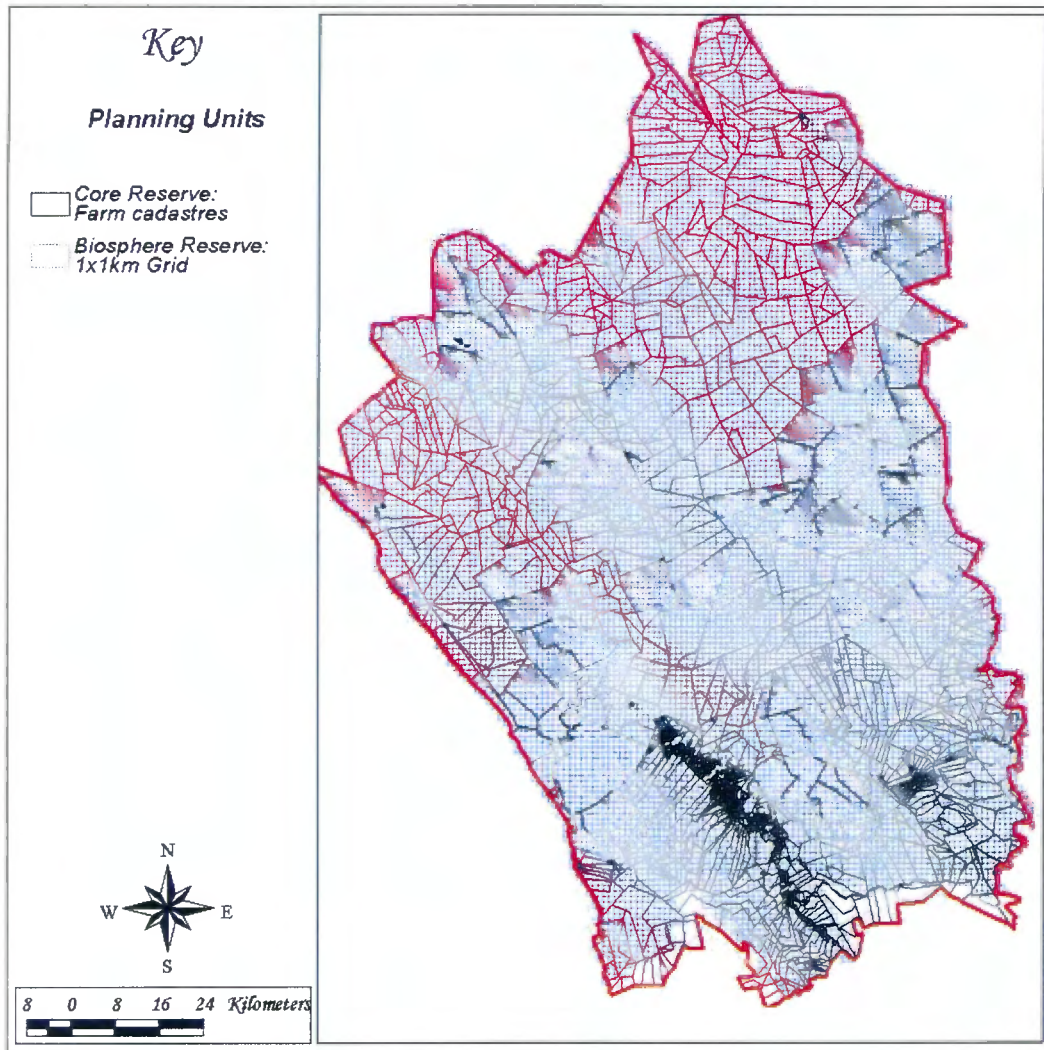 Key
Planning Units
Core Reserve:
Farm cadastres
Biosphere Reserve:
1x1km Grid
N
W E
S
8 0 8 16 24 Kilometers